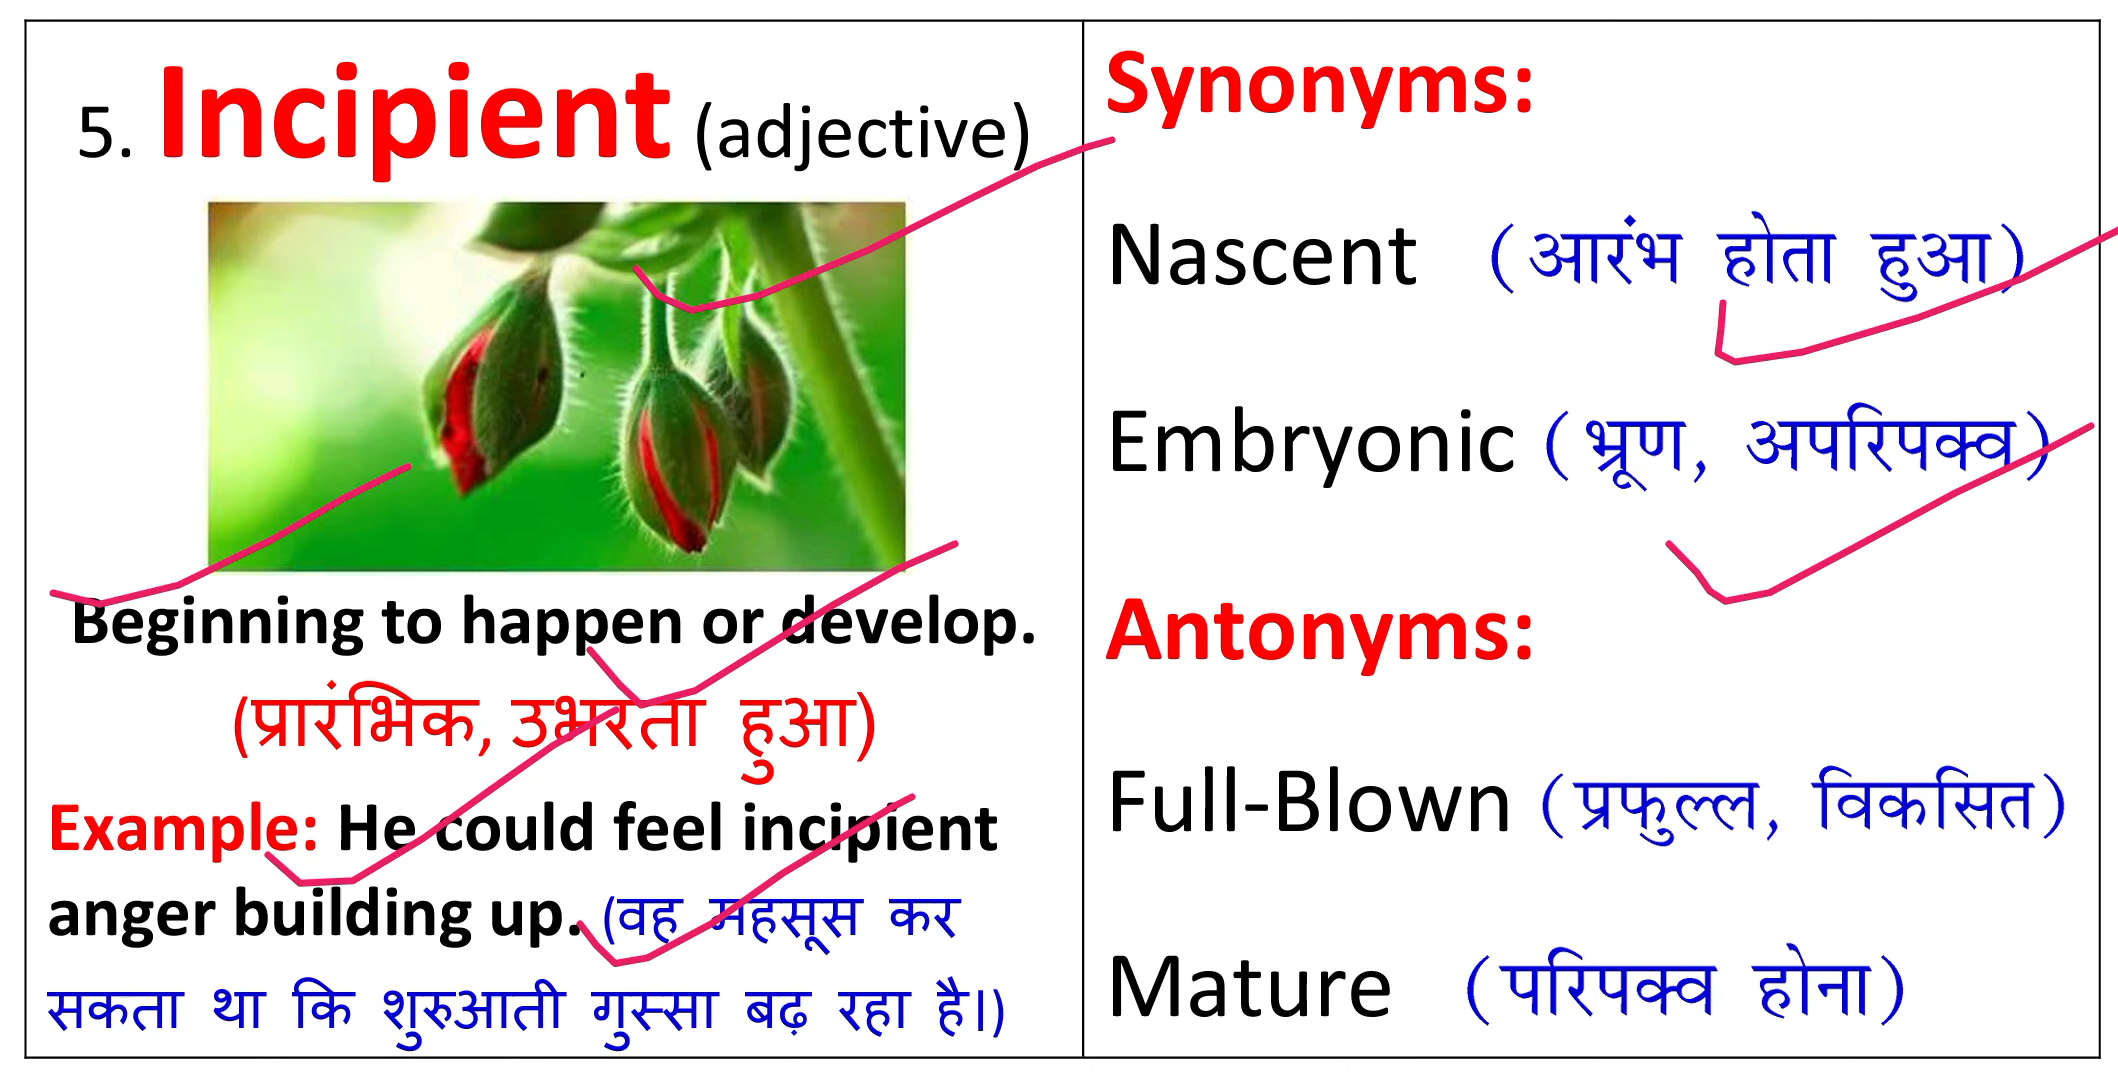 5. Incipient (adjective)
Beginning to happen or develop.
(प्रारंभिक, उभरता हुआ)
Example: He could feel incipient
anger building up. (वह महसूस कर
सकता था कि शुरुआती गुस्सा बढ़ रहा है।)
Synonyms:
Nascent (आरंभ होता हुआ)
Embryonic (भ्रूण, अपरिपक्व)
Antonyms:
Full-Blown (प्रफुल्ल, विकसित)
Mature (परिपक्व होना)